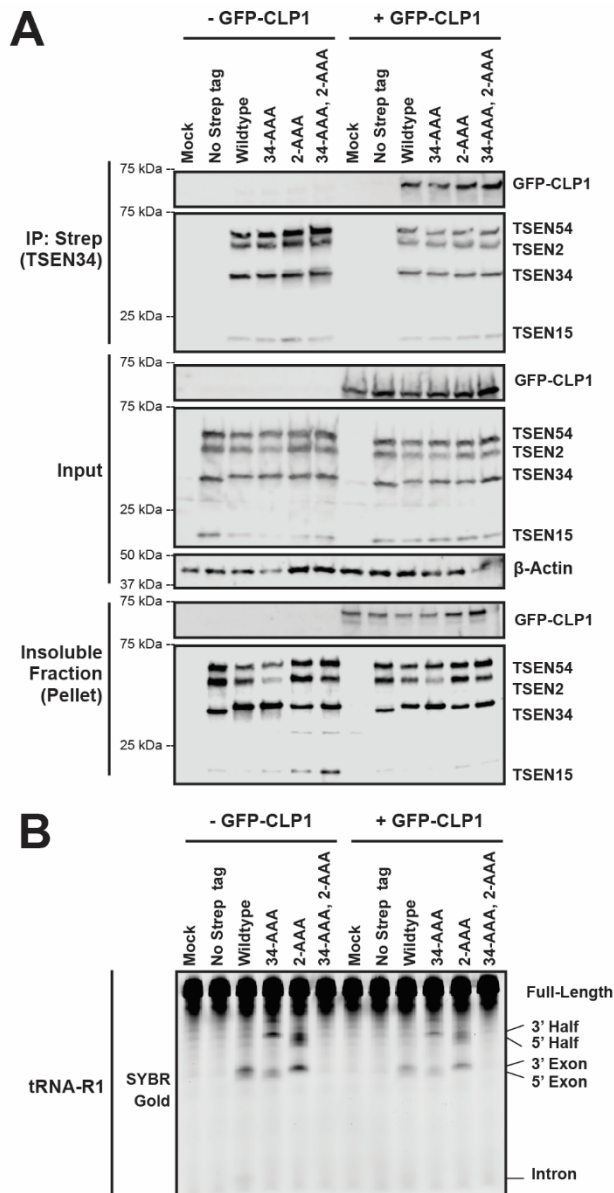 A
- GFP-CLP1
+ GFP-CLP1
Mock
No Strep tag
Wildtype
34-AAA
2-AAA
34-AAA, 2-AAA
Mock
No Strep tag
Wildtype
34-AAA
2-AAA
34-AAA, 2-AAA
IP: Strep
(TSEN34)
75 kDa
GFP-CLP1
75 kDa
TSEN54
TSEN2
TSEN34
25 kDa
TSEN15
Input
75 kDa
GFP-CLP1
75 kDa
TSEN54
TSEN2
TSEN34
25 kDa
TSEN15
50 kDa
β-Actin
37 kDa
Insoluble
Fraction
(Pellet)
75 kDa
GFP-CLP1
75 kDa
TSEN54
TSEN2
TSEN34
25 kDa
TSEN15
B
- GFP-CLP1
+ GFP-CLP1
Mock
No Strep tag
Wildtype
34-AAA
2-AAA
34-AAA, 2-AAA
Mock
No Strep tag
Wildtype
34-AAA
2-AAA
34-AAA, 2-AAA
tRNA-R1
SYBR
Gold
Full-Length
3' Half
5' Half
3' Exon
5' Exon
Intron